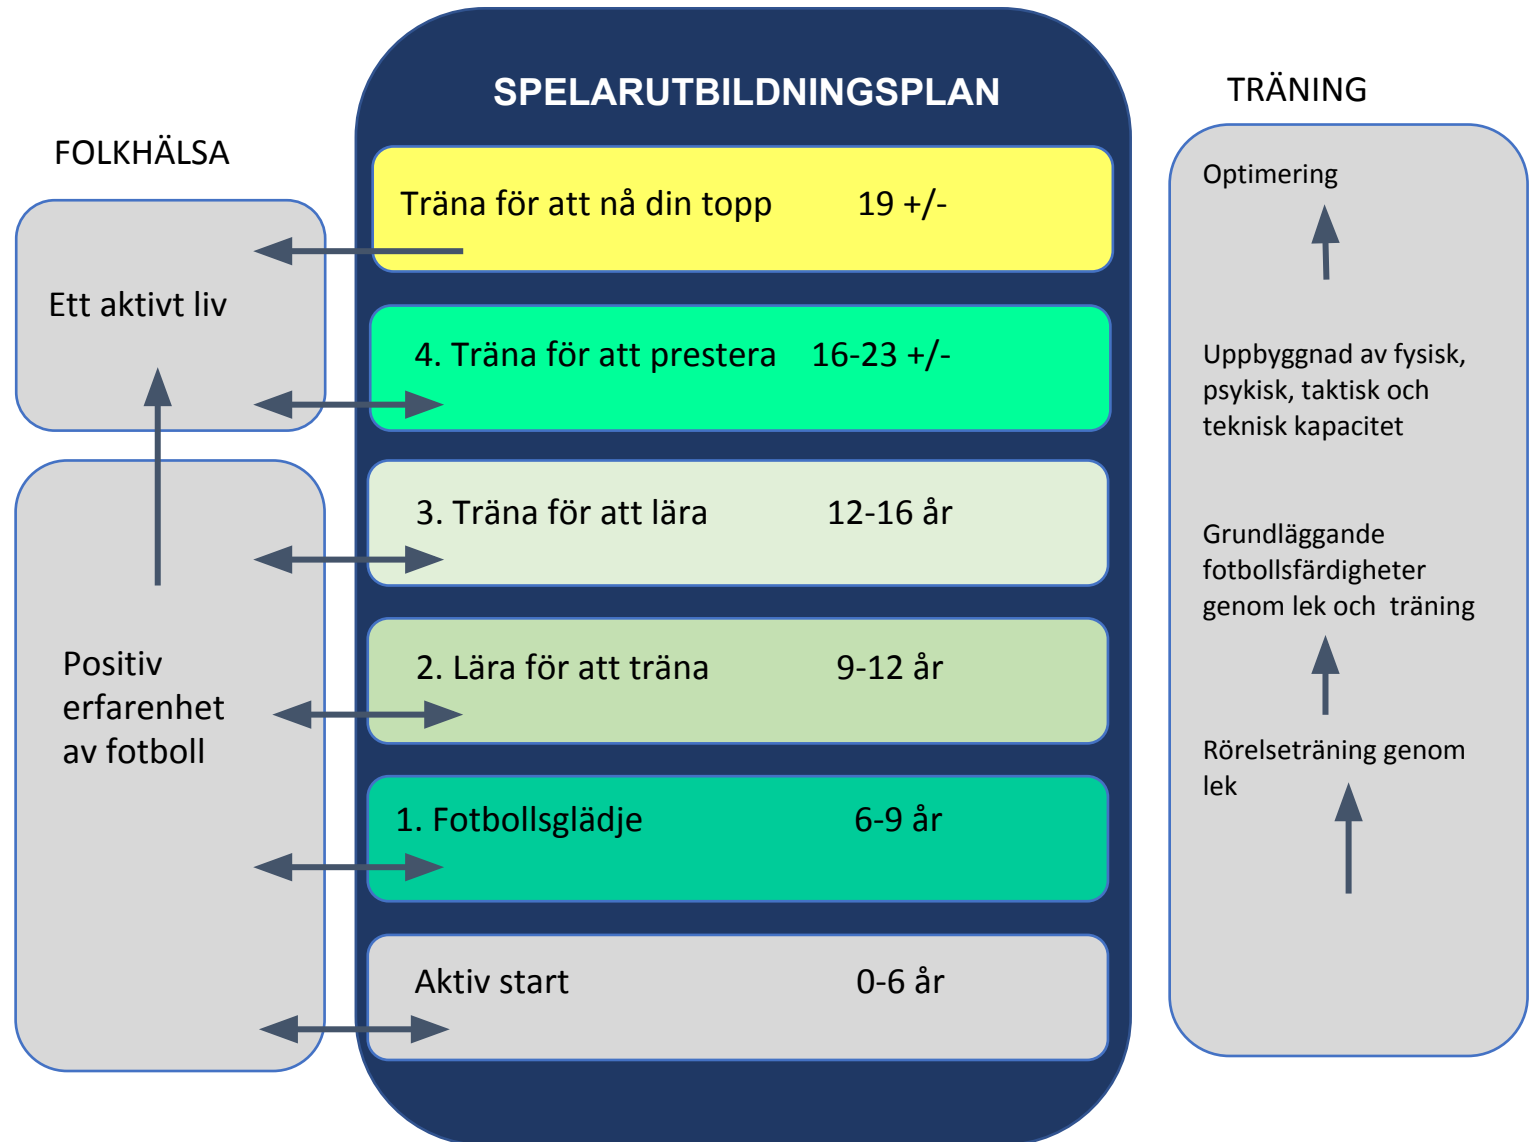 SPELARUTBILDNINGSPLAN
FOLKHÄLSA
Ett aktivt liv
Positiv
erfarenhet
av fotboll
Träna för att nå din topp 19 +/-
4. Träna för att prestera 16-23 +/-
3. Träna för att lära 12-16 år
2. Lära för att träna 9-12 år
1. Fotbollsglädje 6-9 år
Aktiv start 0-6 år
TRÄNING
Optimering
Uppbyggnad av fysisk,
psykisk, taktisk och
teknisk kapacitet
Grundläggande
fotbollsfärdigheter
genom lek och träning
Rörelseträning genom
lek